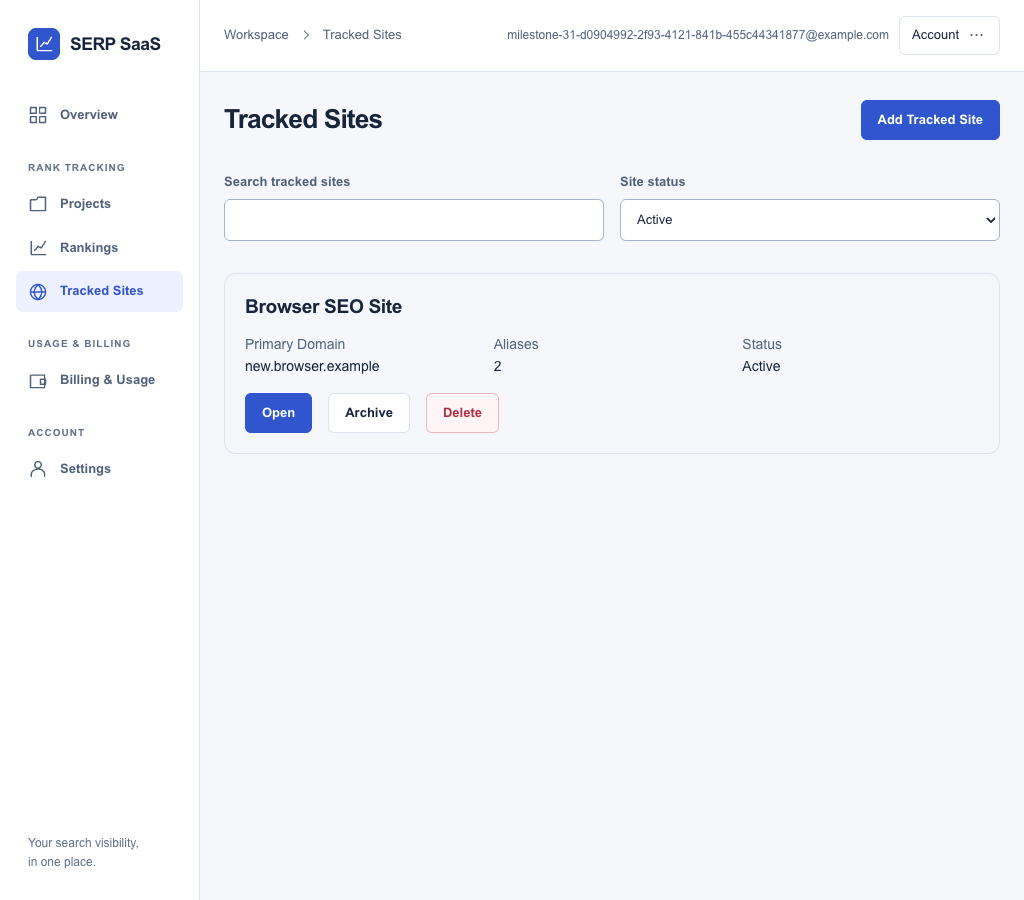 SERP SaaS
Overview
RANK TRACKING
Projects
Rankings
Tracked Sites
USAGE & BILLING
Billing & Usage
ACCOUNT
Settings
Your search visibility,
in one place.
Workspace > Tracked Sites
milestone-31-d0904992-2f93-4121-841b-455c44341877@example.com
Account ···
Tracked Sites
Add Tracked Site
Search tracked sites
Site status
Active
Browser SEO Site
Primary Domain Aliases Status
new.browser.example 2 Active
Open Archive Delete